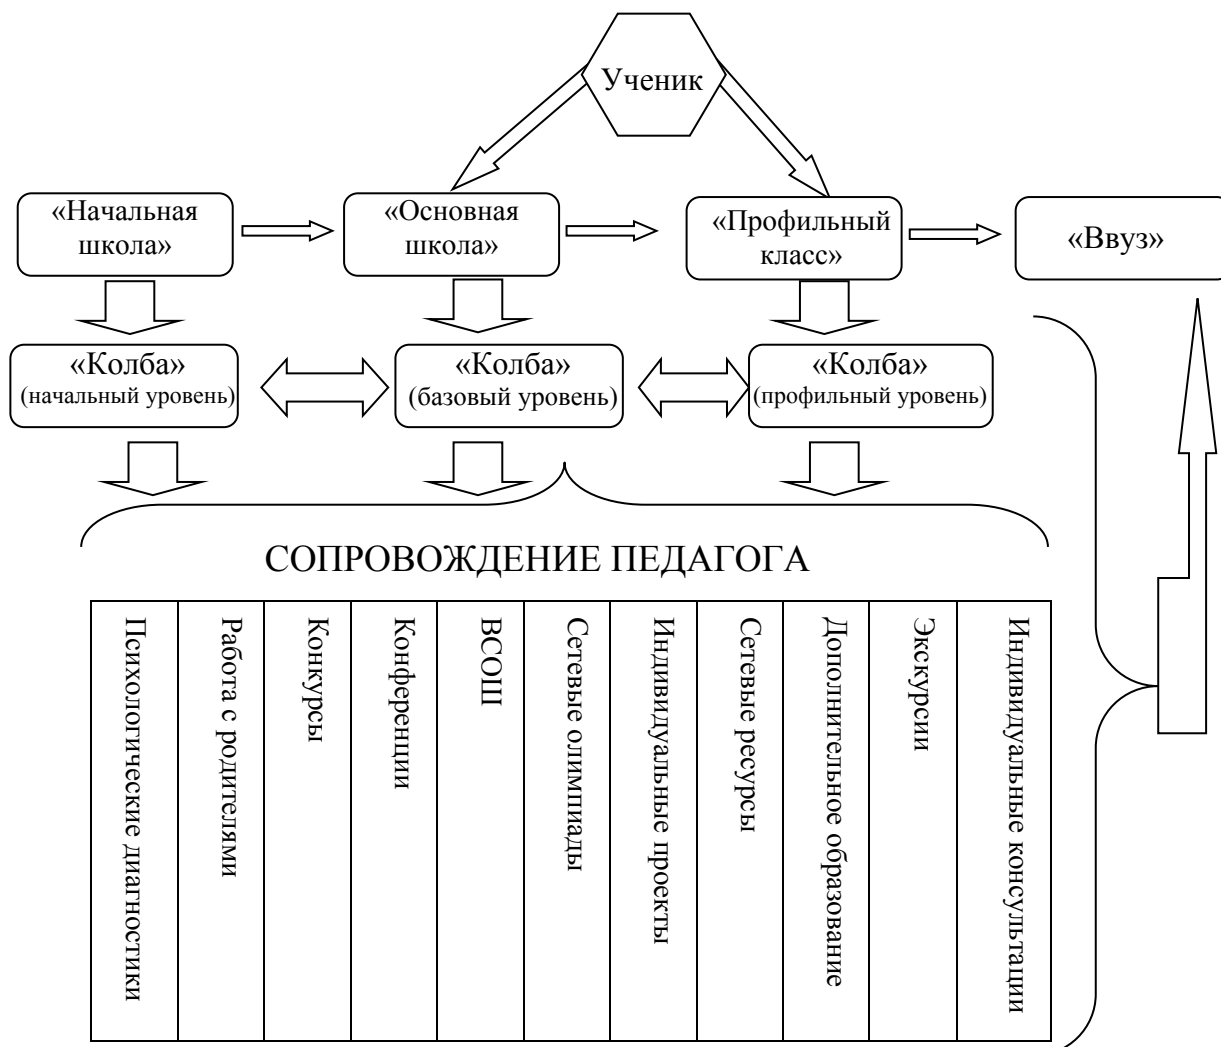 Ученик
«Начальная
школа»
«Основная
школа»
«Профильный
класс»
«Ввуз»
«Колба»
(начальный уровень)
«Колба»
(базовый уровень)
«Колба»
(профильный уровень)
СОПРОВОЖДЕНИЕ ПЕДАГОГА
Психологические диагностики
Работа с родителями
Конкурсы
Конференции
ВСОШ
Сетевые олимпиады
Индивидуальные проекты
Сетевые ресурсы
Дополнительное образование
Экскурсии
Индивидуальные консультации